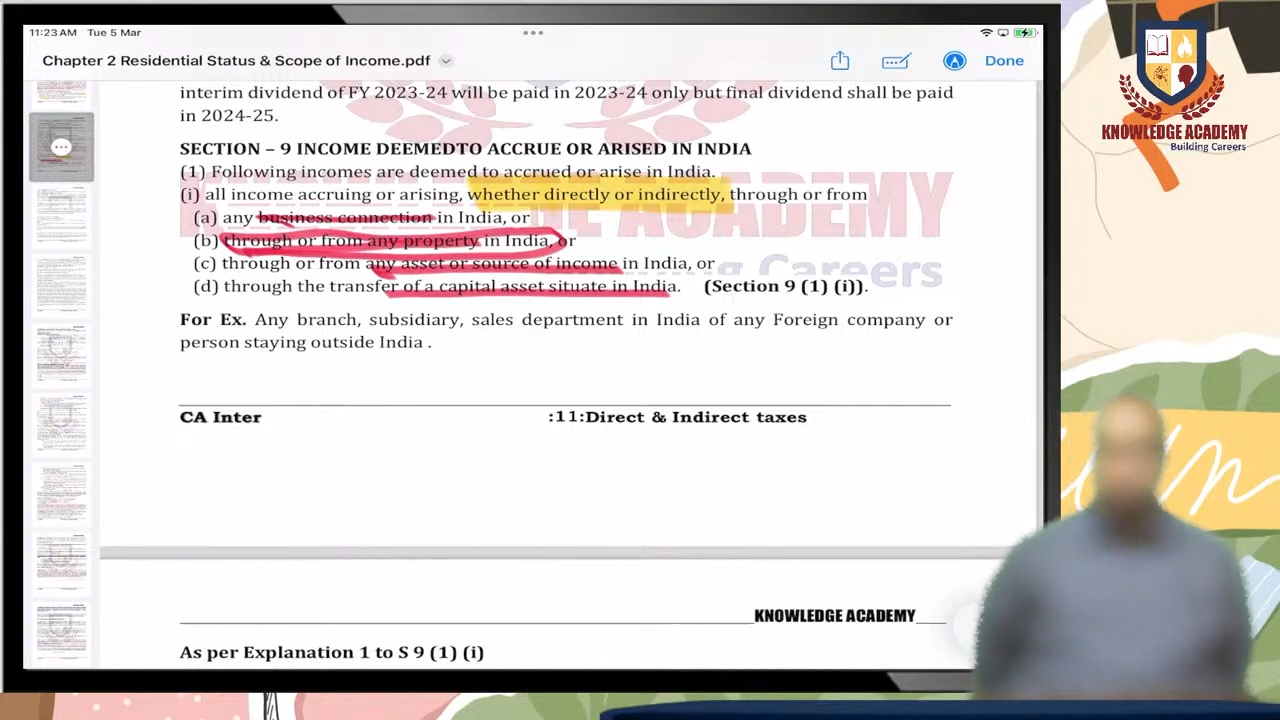 11:23 AM Tue 5 Mar
Chapter 2 Residential Status & Scope of Income.pdf
Done
KNOWLEDGE ACADEMY
Building Careers
interim dividend of FY 2023-24 will paid in 2023-24 only but final dividend shall be paid
in 2024-25.
SECTION – 9 INCOME DEEMED TO ACCRUE OR ARISED IN INDIA
(1) Following incomes are deemed to accrued or arise in India.
(i) all income accruing or arising, whether directly or indirectly, through or from
(a) any business connection in India, or
(b) through or from any property in India, or
(c) through or from any asset or source of income in India, or
(d) through the transfer of a capital asset situate in India. (Section 9 (1) (i)).
For Ex Any branch, subsidiary, sub department in India of Foreign company or
person staying outside India
CA :11:Direct & Indirect taxes
KNOWLEDGE ACADEMY
As Explanation 1 to S 9 (1) (i)